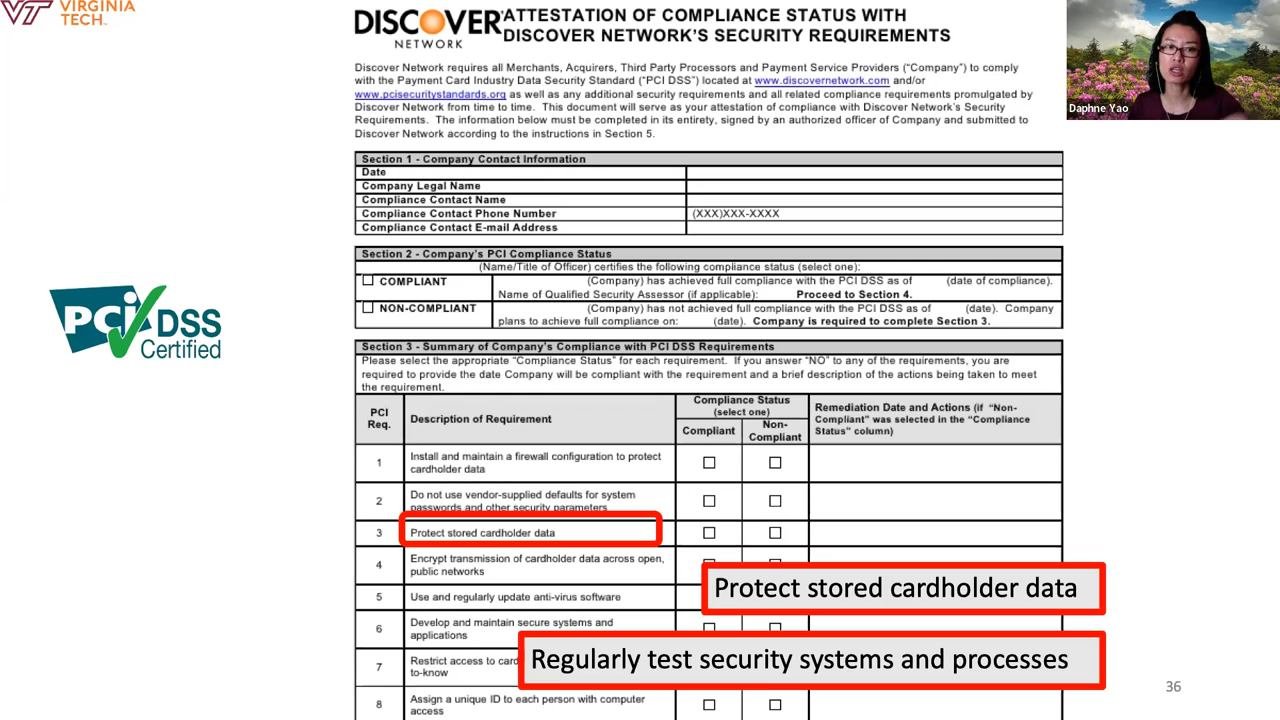 VIRGINIA
TECH
DISCOVER
NETWORK
ATTESTATION OF COMPLIANCE STATUS WITH
DISCOVER NETWORK'S SECURITY REQUIREMENTS
Daphne Yao
Discover Network requires all Merchants, Acquirers, Third Party Processors and Payment Service Providers ("Company") to comply
with the Payment Card Industry Data Security Standard ("PCI DSS") located at www.discovernetwork.com and/or
www.pcisecuritystandards.org as well as any additional security requirements and all related compliance requirements promulgated by
Discover Network from time to time. This document will serve as your attestation of compliance with Discover Network's Security
Requirements. The information below must be completed in its entirety, signed by an authorized officer of Company and submitted to
Discover Network according to the instructions in Section 5.
Section 1 - Company Contact Information
Date
Company Legal Name
Compliance Contact Name
Compliance Contact Phone Number (XXX)XXX-XXXX
Compliance Contact E-mail Address
Section 2 - Company's PCI Compliance Status
(Name/Title of Officer) certifies the following compliance status (select one):
COMPLIANT (Company) has achieved full compliance with the PCI DSS as of (date of compliance).
Name of Qualified Security Assessor (if applicable): Proceed to Section 4.
NON-COMPLIANT (Company) has not achieved full compliance with the PCI DSS as of (date). Company
plans to achieve full compliance on: (date). Company is required to complete Section 3.
PCI DSS
Certified
Section 3 - Summary of Company's Compliance with PCI DSS Requirements
Please select the appropriate "Compliance Status" for each requirement. If you answer "NO" to any of the requirements, you are
required to provide the date Company will be compliant with the requirement and a brief description of the actions being taken to meet
the requirement.
PCI
Req.
Description of Requirement
Compliance Status
(select one)
Compliant
Non-
Compliant
Remediation Date and Actions (if "Non-
Compliant" was selected in the "Compliance
Status" column)
1 Install and maintain a firewall configuration to protect
cardholder data
2 Do not use vendor-supplied defaults for system
passwords and other security parameters
3 Protect stored cardholder data
4 Encrypt transmission of cardholder data across open,
public networks
Protect stored cardholder data
5 Use and regularly update anti-virus software
6 Develop and maintain secure systems and
applications
Regularly test security systems and processes
7 Restrict access to
to-know
8 Assign a unique ID to each person with computer
access
36